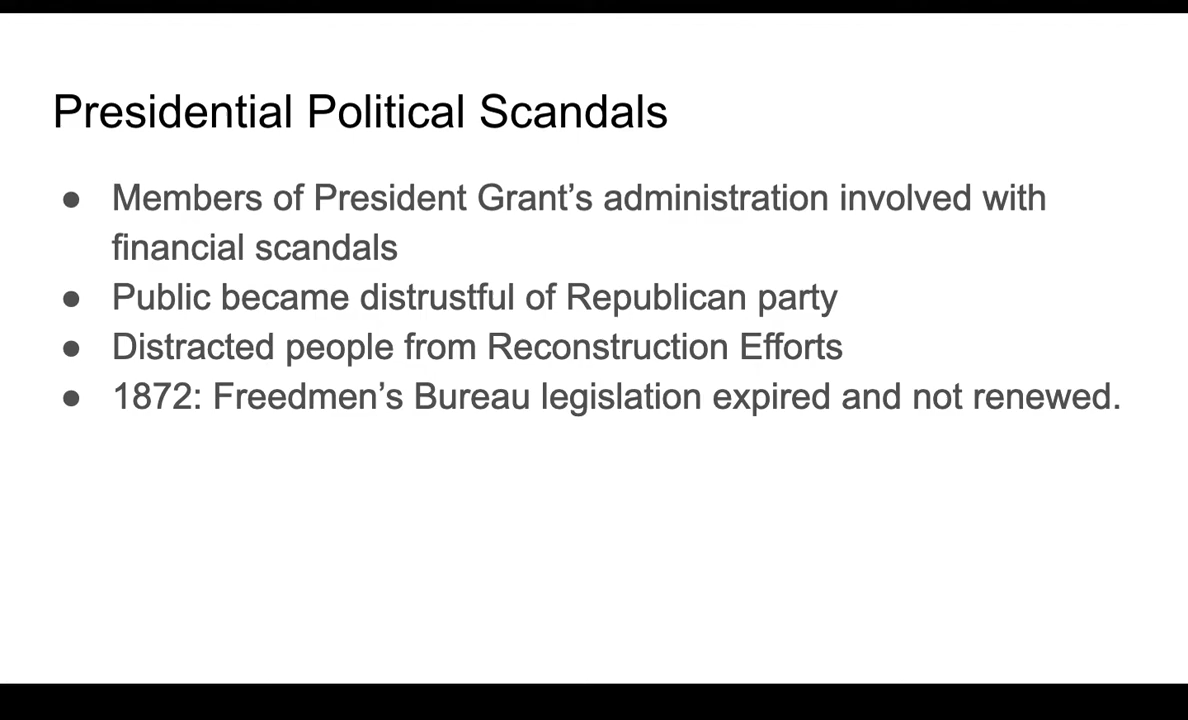 Presidential Political Scandals
● Members of President Grant’s administration involved with
financial scandals
● Public became distrustful of Republican party
● Distracted people from Reconstruction Efforts
● 1872: Freedmen’s Bureau legislation expired and not renewed.